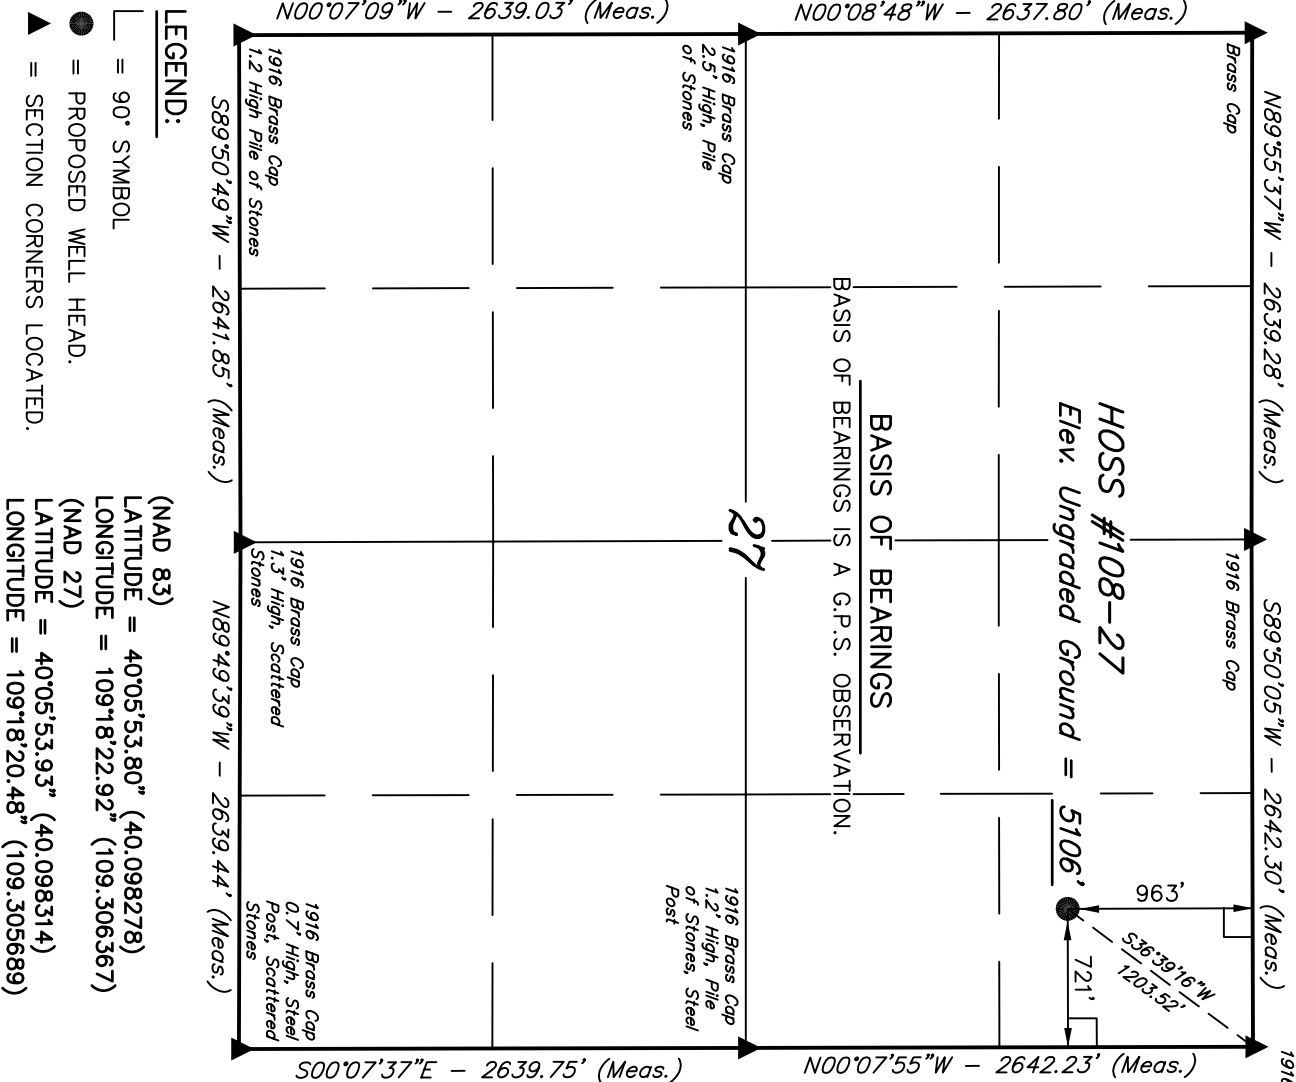 N00°07'09"W - 2639.03' (Meas.)
N00°08'48"W - 2637.80' (Meas.)
N89°55'37"W - 2639.28' (Meas.)
S89°50'05"W - 2642.30' (Meas.)
1916
Brass Cap
1916 Brass Cap
HOSS #108-27
Elev. Ungraded Ground = 5106'
963'
721'
S36°39'16"W
1203.52'
BASIS OF BEARINGS
BASIS OF BEARINGS IS A G.P.S. OBSERVATION.
27
1916 Brass Cap
2.5' High, Pile
of Stones
1916 Brass Cap
1.2' High, Pile
of Stones, Steel
Post
1916 Brass Cap
1.2 High Pile of Stones
1916 Brass Cap
1.3' High, Scattered
Stones
1916 Brass Cap
0.7' High, Steel
Post, Scattered
Stones
S89°50'49"W - 2641.85' (Meas.)
N89°49'39"W - 2639.44' (Meas.)
S00°07'37"E - 2639.75' (Meas.)
N00°07'55"W - 2642.23' (Meas.)
LEGEND:
= 90° SYMBOL
= PROPOSED WELL HEAD.
= SECTION CORNERS LOCATED.
(NAD 83)
LATITUDE = 40°05'53.80" (40.098278)
LONGITUDE = 109°18'22.92" (109.306367)
(NAD 27)
LATITUDE = 40°05'53.93" (40.098314)
LONGITUDE = 109°18'20.48" (109.305689)